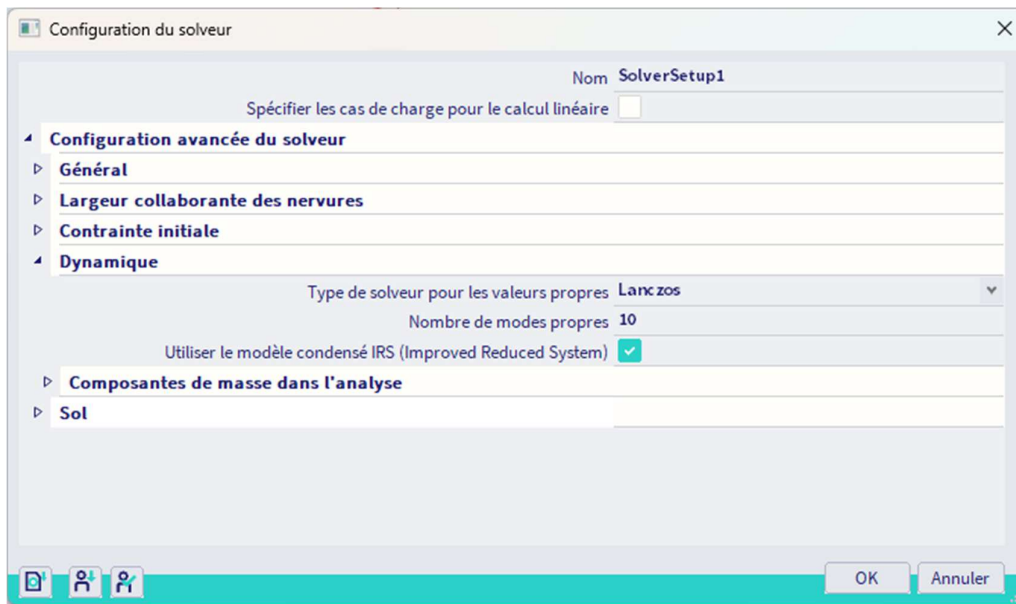 Configuration du solveur
Nom SolverSetup1
Spécifier les cas de charge pour le calcul linéaire
Configuration avancée du solveur
Général
Largeur collaborante des nervures
Contrainte initiale
Dynamique
Type de solveur pour les valeurs propres Lanczos
Nombre de modes propres 10
Utiliser le modèle condensé IRS (Improved Reduced System)
Composantes de masse dans l'analyse
Sol
OK Annuler